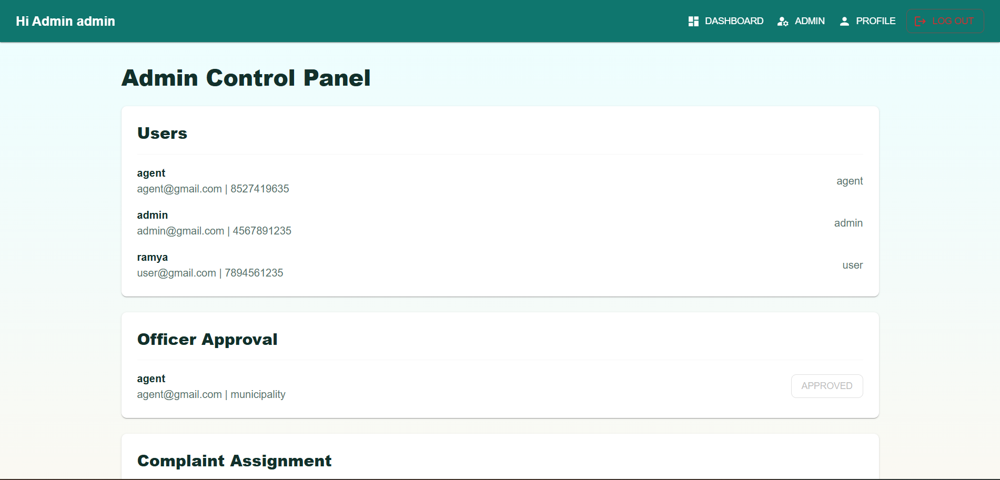 Hi Admin admin
DASHBOARD
ADMIN
PROFILE
LOG OUT
Admin Control Panel
Users
agent
agent@gmail.com | 8527419635
agent
admin
admin@gmail.com | 4567891235
admin
ramya
user@gmail.com | 7894561235
user
Officer Approval
agent
agent@gmail.com | municipality
APPROVED
Complaint Assignment